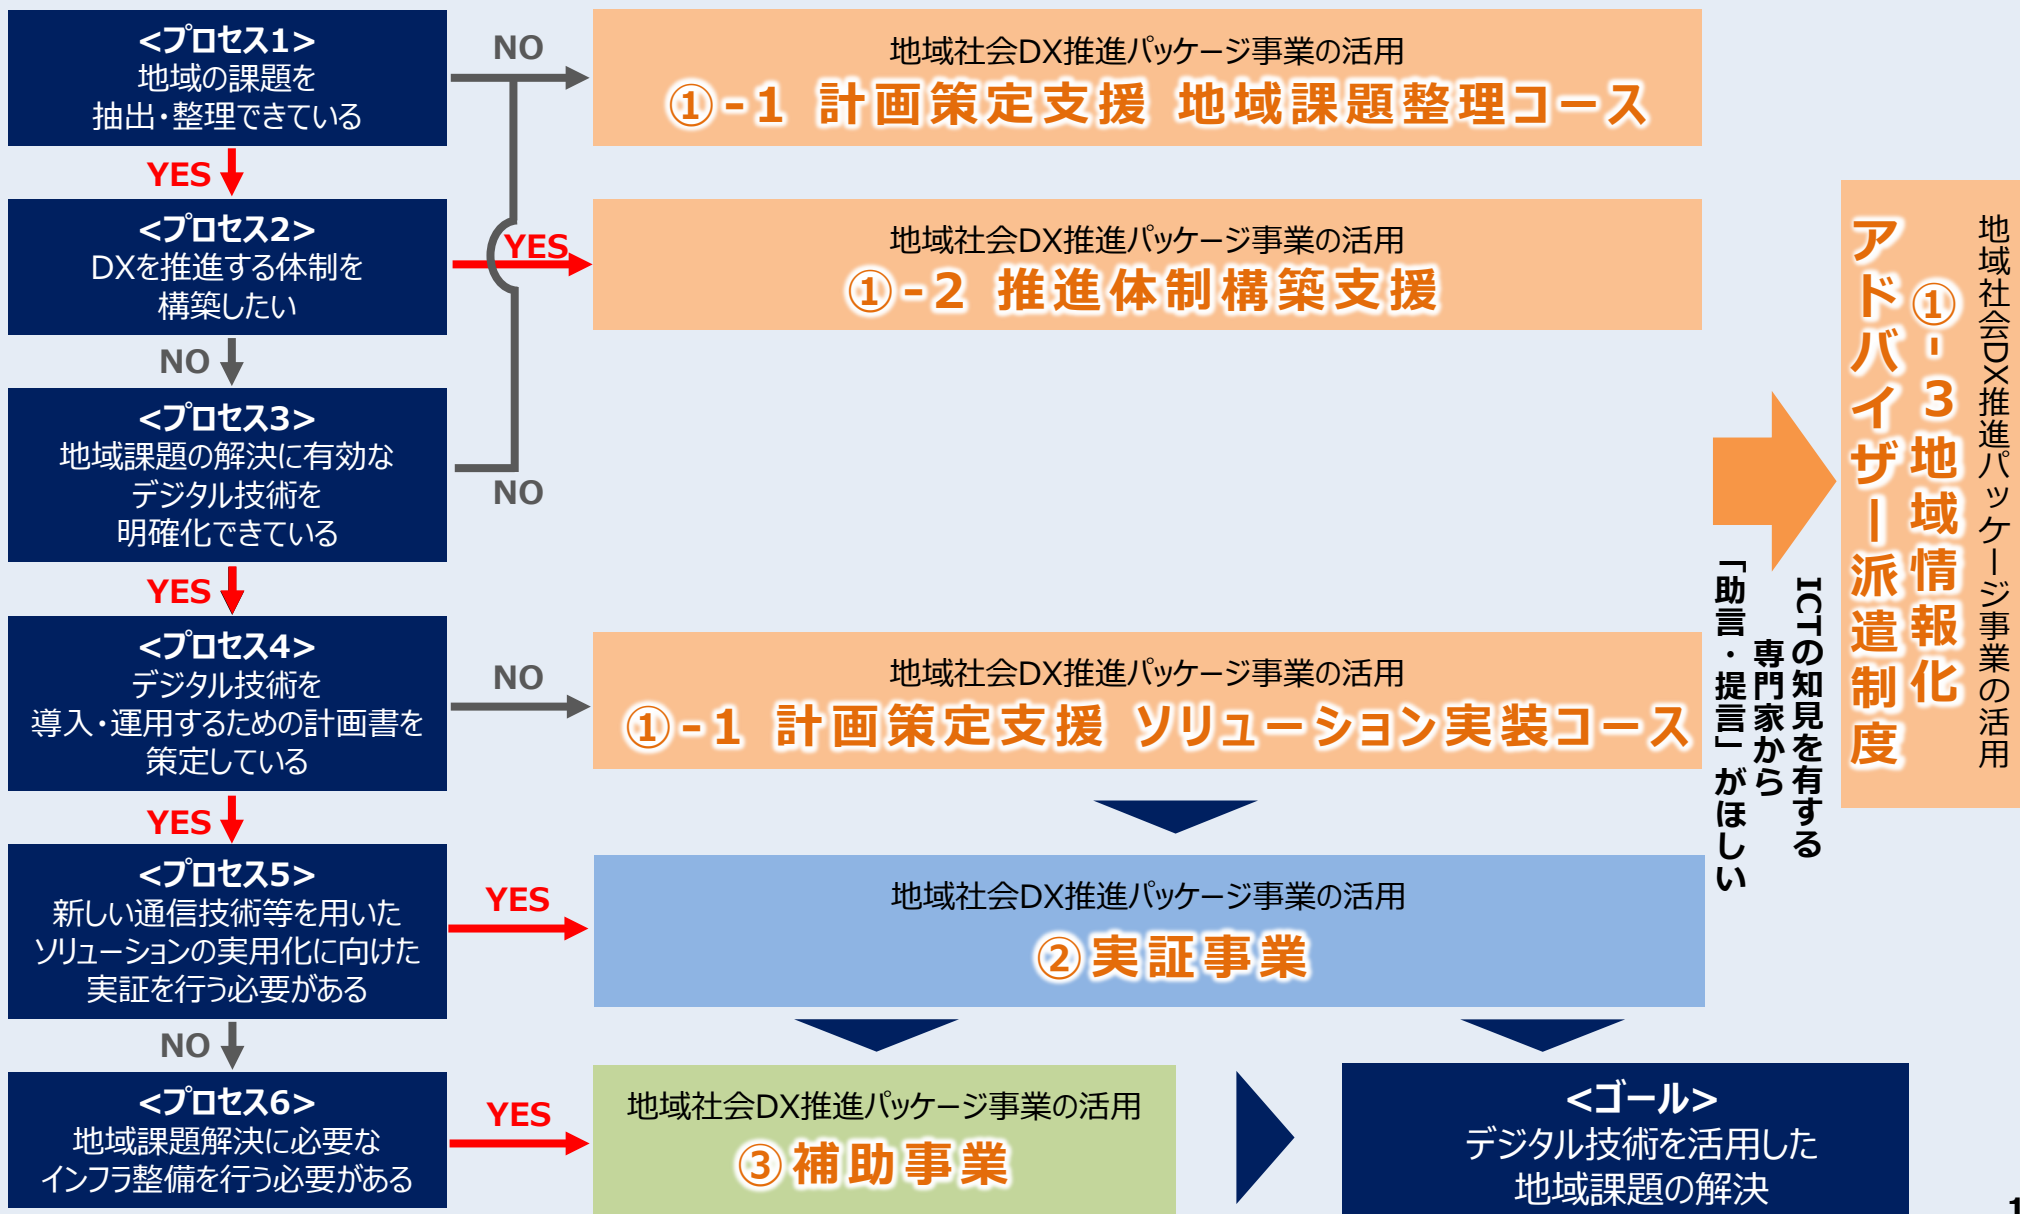 <プロセス1>
地域の課題を
抽出・整理できている
NO
地域社会DX推進パッケージ事業の活用
①-1 計画策定支援 地域課題整理コース
YES
<プロセス2>
DXを推進する体制を
構築したい
YES
地域社会DX推進パッケージ事業の活用
①-2 推進体制構築支援
NO
<プロセス3>
地域課題の解決に有効な
デジタル技術を
明確化できている
NO
YES
<プロセス4>
デジタル技術を
導入・運用するための計画書を
策定している
NO
地域社会DX推進パッケージ事業の活用
①-1 計画策定支援 ソリューション実装コース
YES
<プロセス5>
新しい通信技術等を用いた
ソリューションの実用化に向けた
実証を行う必要がある
YES
地域社会DX推進パッケージ事業の活用
②実証事業
NO
<プロセス6>
地域課題解決に必要な
インフラ整備を行う必要がある
YES
地域社会DX推進パッケージ事業の活用
③補助事業
<ゴール>
デジタル技術を活用した
地域課題の解決
ICTの知見を有する
専門家から
「助言・提言」がほしい
地域社会DX推進パッケージ事業の活用
①-3地域情報化
アドバイザー派遣制度
1